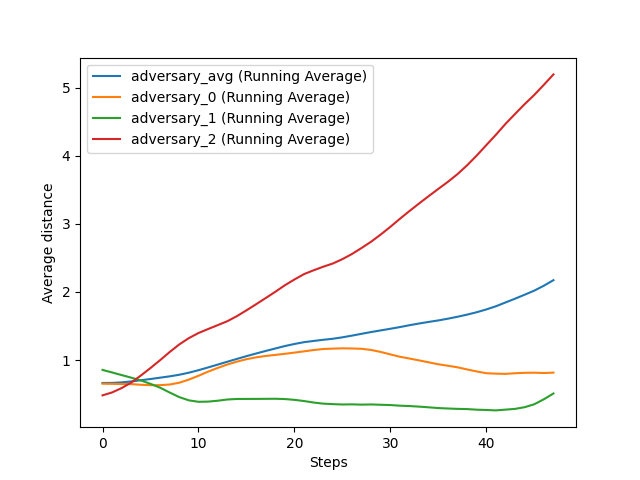 adversary_avg (Running Average)
adversary_0 (Running Average)
adversary_1 (Running Average)
adversary_2 (Running Average)
Average distance
5
4
3
2
1
0 10 20 30 40
Steps